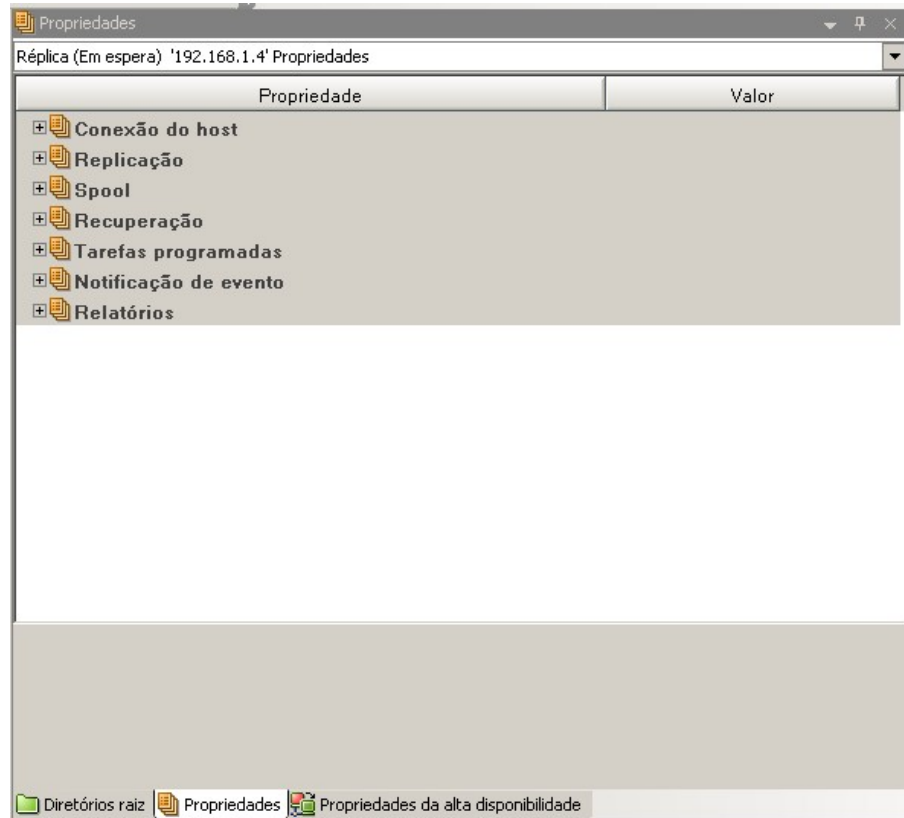 Propriedades
Réplica (Em espera) '192.168.1.4' Propriedades
Propriedade Valor
Conexão do host
Replicação
Spool
Recuperação
Tarefas programadas
Notificação de evento
Relatórios
Diretórios raiz Propriedades Propriedades da alta disponibilidade